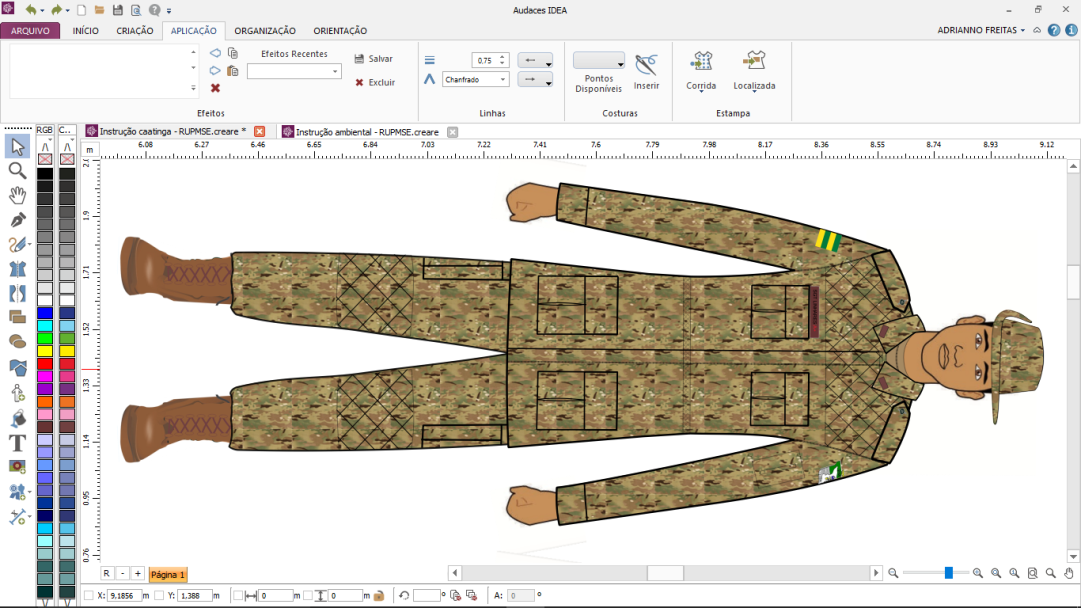 Audaces IDEA
ARQUIVO INÍCIO CRIAÇÃO APLICAÇÃO ORGANIZAÇÃO ORIENTAÇÃO ADRIANNO FREITAS
Efeitos Recentes
Salvar
Excluir
Efeitos
0.75
Chanfrado
Linhas
Pontos
Disponíveis
Inserir
Costuras
Corrida
Localizada
Estampa
RGB C... Instrução caatinga - RUPMSE.creare * Instrução ambiental - RUPMSE.creare
m 6.08 6.27 6.46 6.65 6.84 7.03 7.22 7.41 7.6 7.79 7.98 8.17 8.36 8.55 8.74 8.93 9.12
1.9
1.71
1.52
1.33
1.14
0.95
0.76
R - + Página 1
X: 9,1856 m Y: 1,388 m 0 m 0 m º A: 0 º